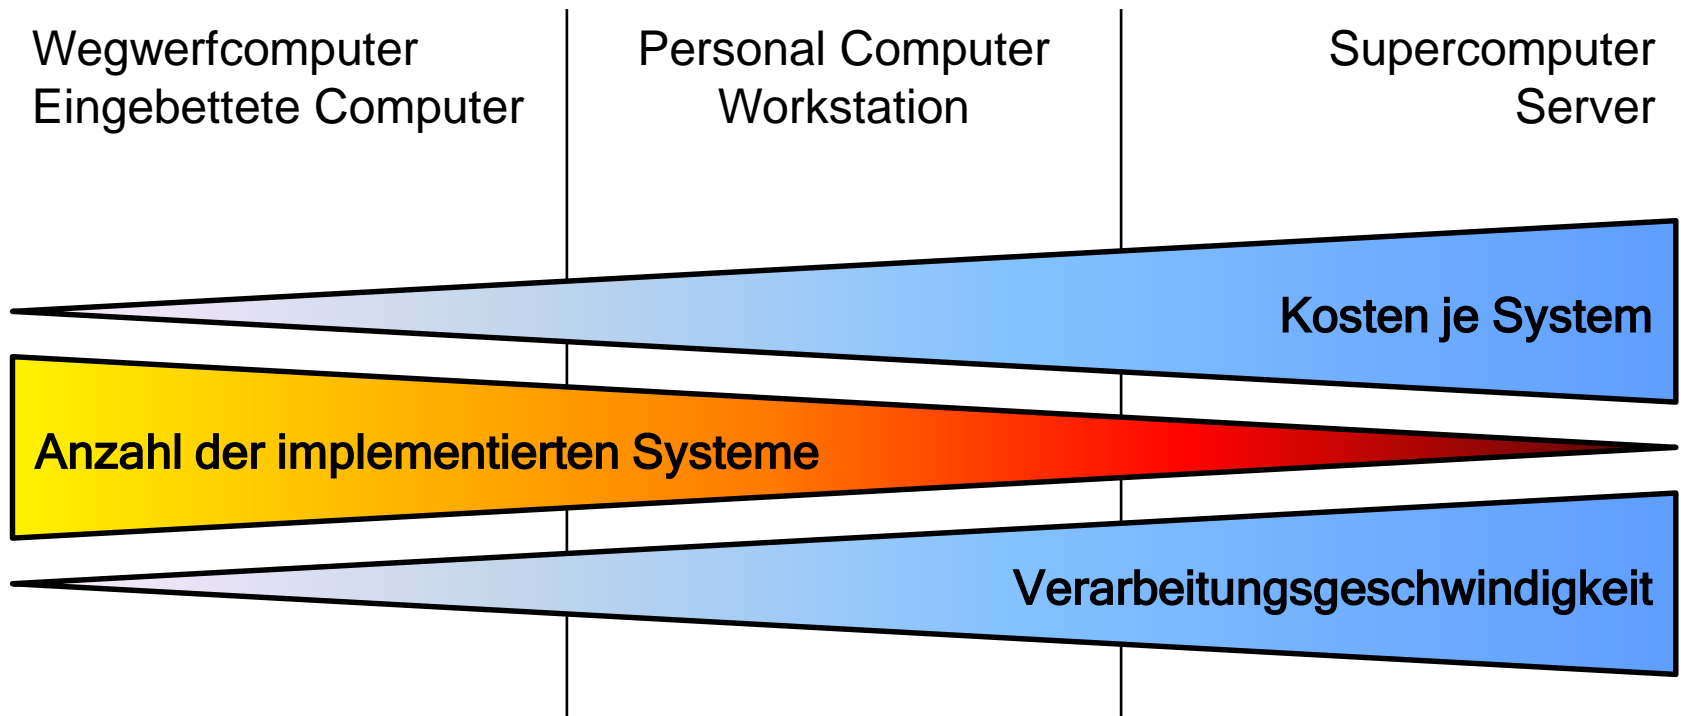 Wegwerfcomputer
Eingebettete Computer
Personal Computer
Workstation
Supercomputer
Server
Kosten je System
Anzahl der implementierten Systeme
Verarbeitungsgeschwindigkeit